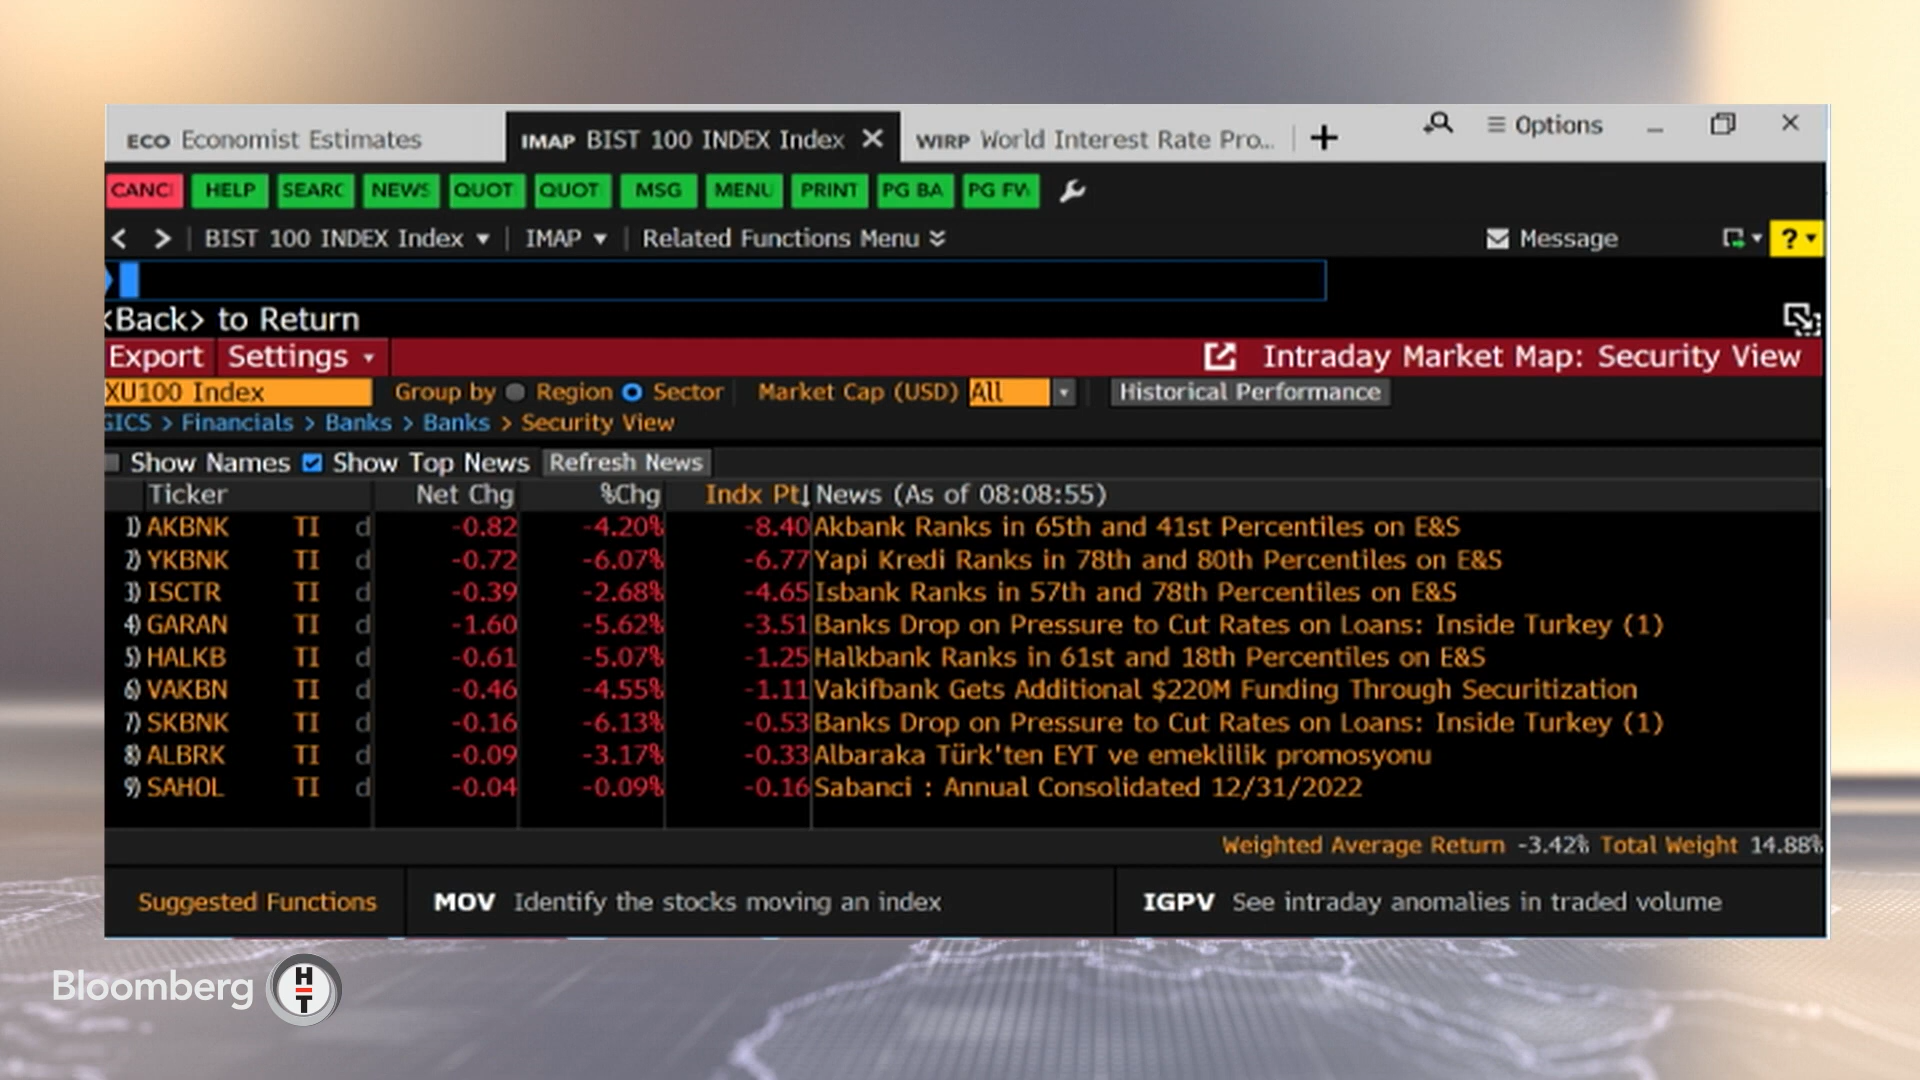 ECO Economist Estimates IMAP BIST 100 INDEX Index WIRP World Interest Rate Pro... Options
CANC HELP SEARC NEWS QUOT QUOT MSG MENU PRINT PG BA PG FW
BIST 100 INDEX Index IMAP Related Functions Menu Message ?
<Back> to Return
Export Settings Intraday Market Map: Security View
XU100 Index Group by Region Sector Market Cap (USD) All Historical Performance
GICS > Financials > Banks > Banks > Security View
Show Names Show Top News Refresh News
Ticker Net Chg %Chg Indx Pt↓ News (As of 08:08:55)
1) AKBNK TI d -0.82 -4.20% -8.40 Akbank Ranks in 65th and 41st Percentiles on E&S
2) YKBNK TI d -0.72 -6.07% -6.77 Yapi Kredi Ranks in 78th and 80th Percentiles on E&S
3) ISCTR TI d -0.39 -2.68% -4.65 Isbank Ranks in 57th and 78th Percentiles on E&S
4) GARAN TI d -1.60 -5.62% -3.51 Banks Drop on Pressure to Cut Rates on Loans: Inside Turkey (1)
5) HALKB TI d -0.61 -5.07% -1.25 Halkbank Ranks in 61st and 18th Percentiles on E&S
6) VAKBN TI d -0.46 -4.55% -1.11 Vakifbank Gets Additional $220M Funding Through Securitization
7) SKBNK TI d -0.16 -6.13% -0.53 Banks Drop on Pressure to Cut Rates on Loans: Inside Turkey (1)
8) ALBRK TI d -0.09 -3.17% -0.33 Albaraka Türk'ten EYT ve emeklilik promosyonu
9) SAHOL TI d -0.04 -0.09% -0.16 Sabanci : Annual Consolidated 12/31/2022
Weighted Average Return -3.42% Total Weight 14.88%
Suggested Functions MOV Identify the stocks moving an index IGPV See intraday anomalies in traded volume
Bloomberg HT